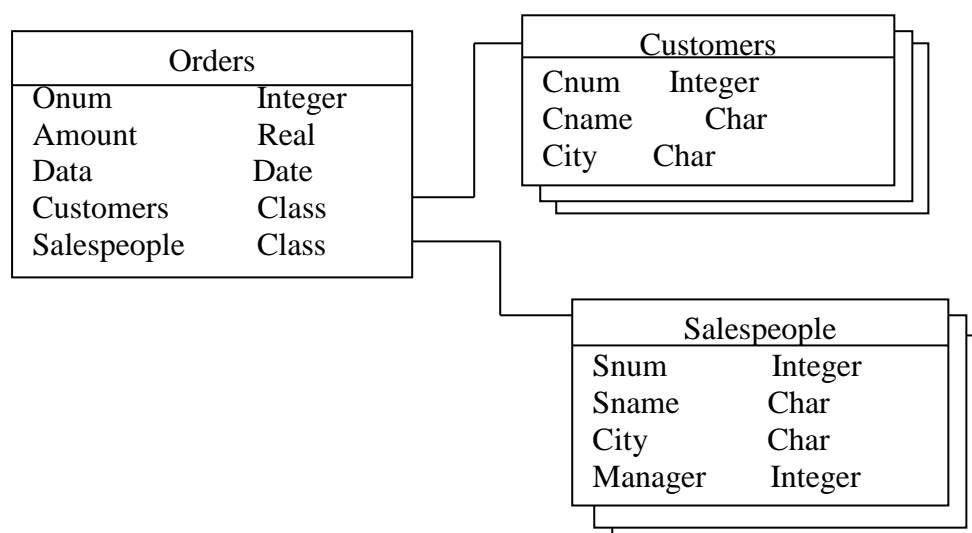 Orders
Onum Integer
Amount Real
Data Date
Customers Class
Salespeople Class
Customers
Cnum Integer
Cname Char
City Char
Salespeople
Snum Integer
Sname Char
City Char
Manager Integer